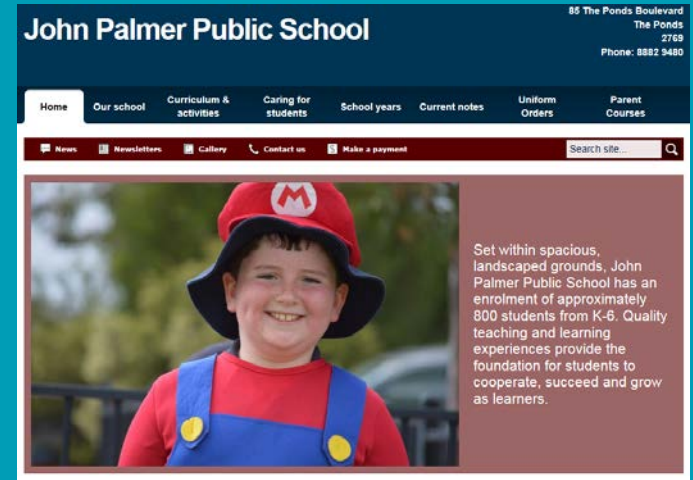 John Palmer Public School
85 The Ponds Boulevard
The Ponds
2769
Phone: 8882 9480
Home
Our school
Curriculum &
activities
Caring for
students
School years
Current notes
Uniform
Orders
Parent
Courses
News
Newsletters
Gallery
Contact us
Make a payment
Search site...
M
Set within spacious,
landscaped grounds, John
Palmer Public School has an
enrolment of approximately
800 students from K-6. Quality
teaching and learning
experiences provide the
foundation for students to
cooperate, succeed and grow
as learners.